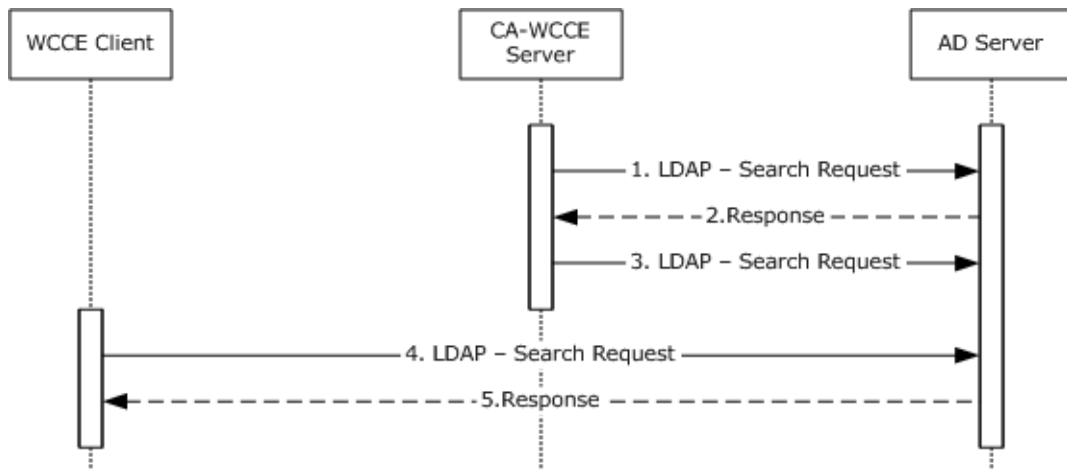 WCCE Client
CA-WCCE
Server
AD Server
1. LDAP – Search Request
2.Response
3. LDAP – Search Request
4. LDAP – Search Request
5.Response